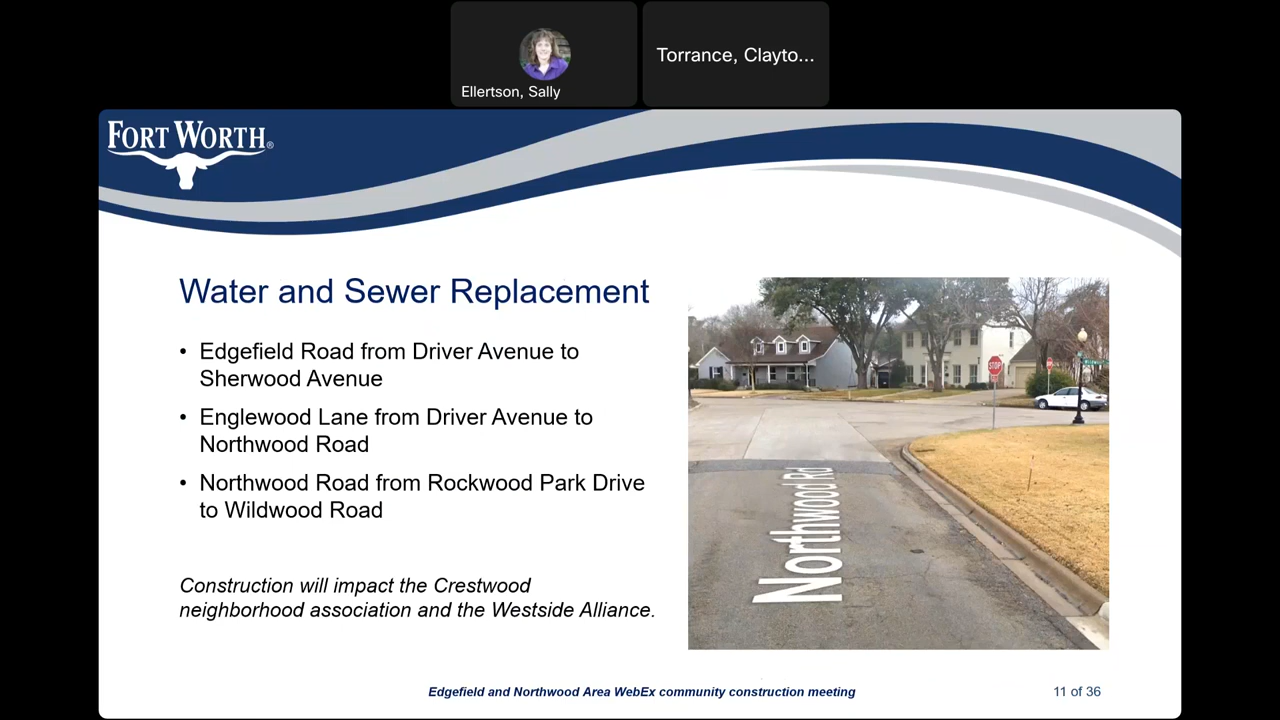 Ellertson, Sally
Torrance, Clayto...
FORT WORTH®
Water and Sewer Replacement
• Edgefield Road from Driver Avenue to
Sherwood Avenue
• Englewood Lane from Driver Avenue to
Northwood Road
• Northwood Road from Rockwood Park Drive
to Wildwood Road
Construction will impact the Crestwood
neighborhood association and the Westside Alliance.
STOP
Northwood Rd
Edgefield and Northwood Area WebEx community construction meeting
11 of 36